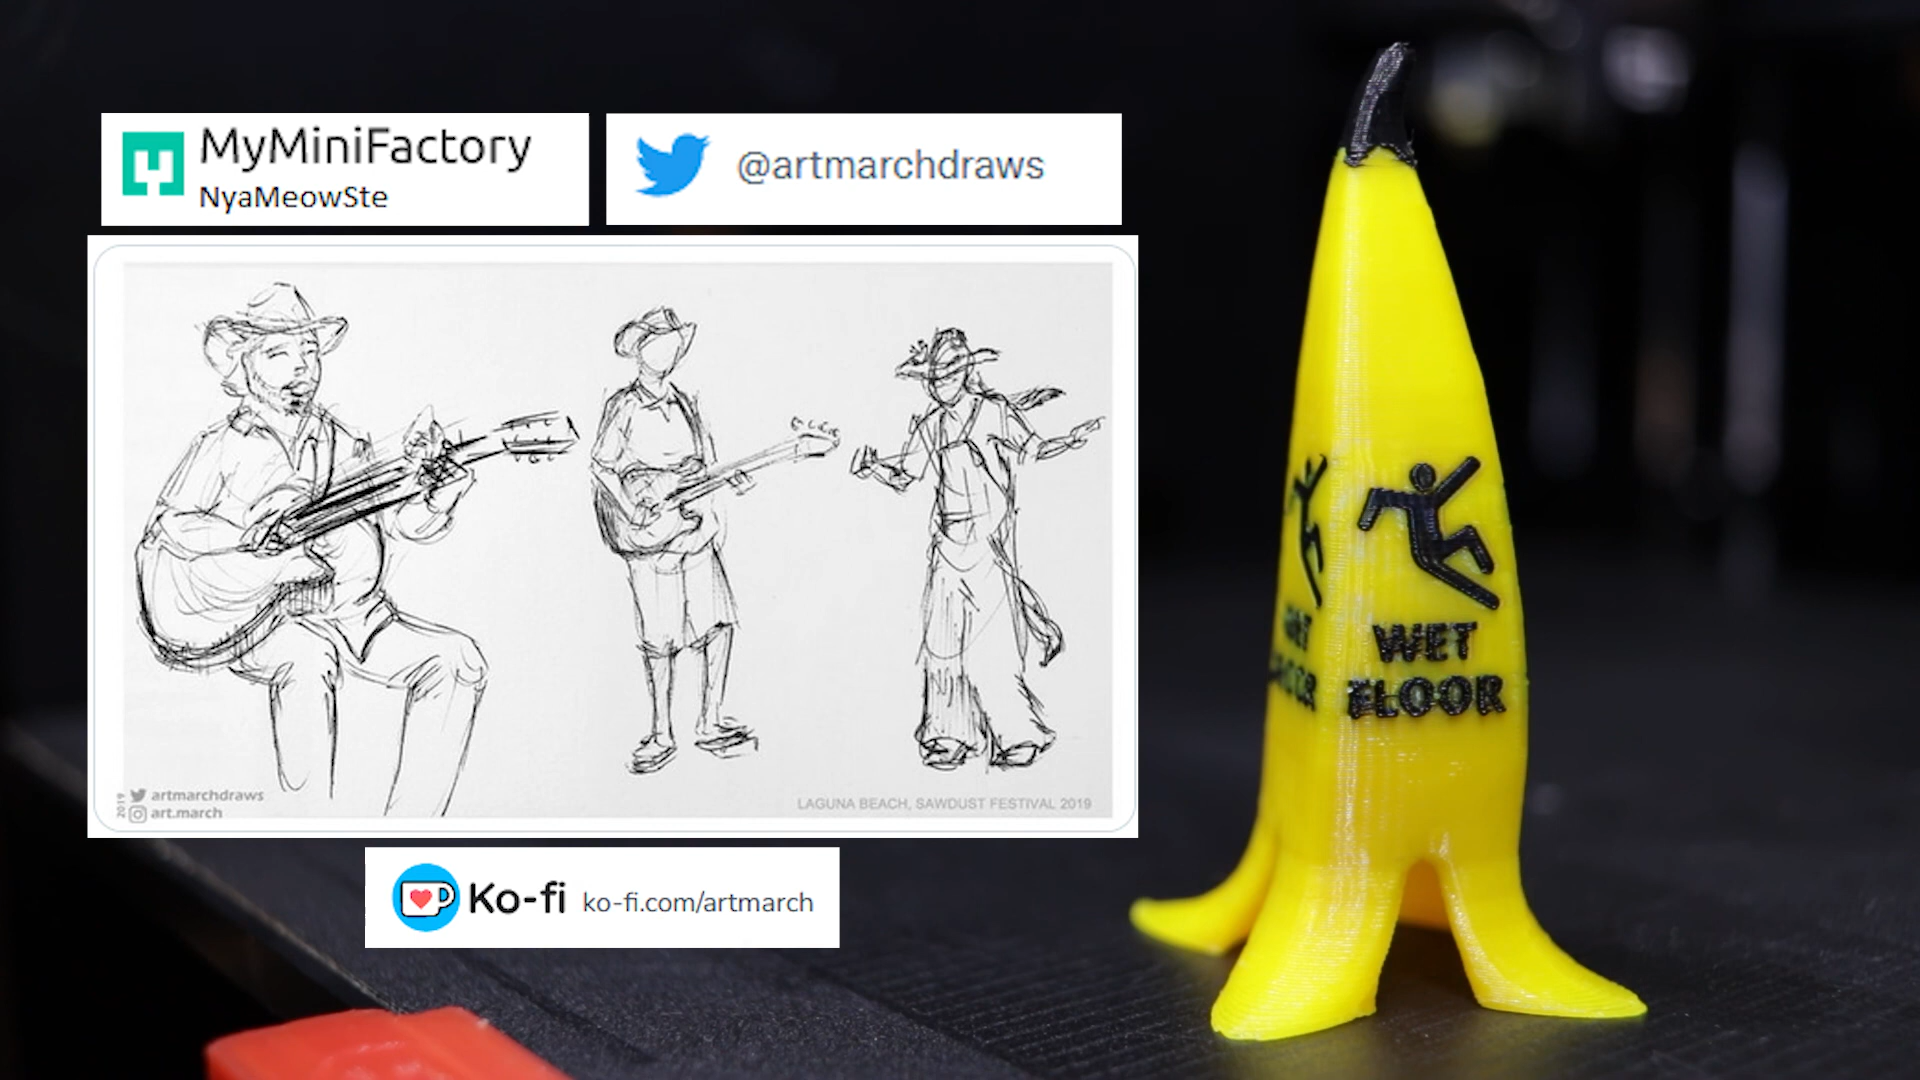 MyMiniFactory
NyaMeowSte
@artmarchdraws
2019
artmarchdraws
art.march
LAGUNA BEACH, SAWDUST FESTIVAL 2019
Ko-fi ko-fi.com/artmarch
WET
FLOOR